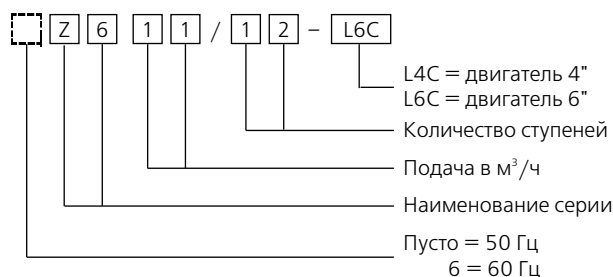 Z 6 1 1 / 1 2 – L6C
L4C = двигатель 4"
L6C = двигатель 6"
Количество ступеней
Подача в м³/ч
Наименование серии
Пусто = 50 Гц
6 = 60 Гц